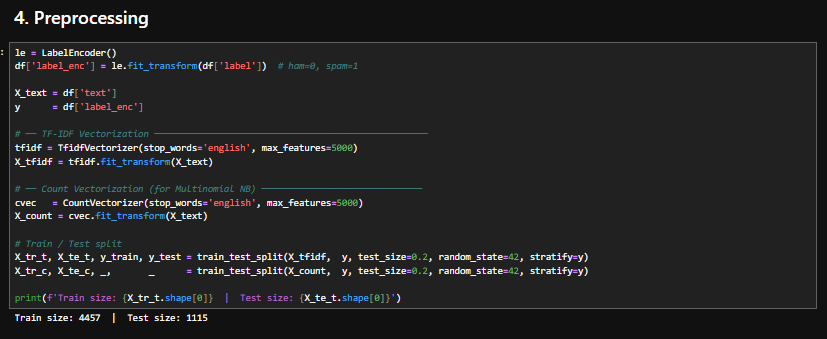 4. Preprocessing
:
le = LabelEncoder()
df['label_enc'] = le.fit_transform(df['label'])  # ham=0, spam=1
X_text = df['text']
y      = df['label_enc']
# ── TF-IDF Vectorization ──────────────────────────────────────────
tfidf = TfidfVectorizer(stop_words='english', max_features=5000)
X_tfidf = tfidf.fit_transform(X_text)
# ── Count Vectorization (for Multinomial NB) ─────────────────────────
cvec   = CountVectorizer(stop_words='english', max_features=5000)
X_count = cvec.fit_transform(X_text)
# Train / Test split
X_tr_t, X_te_t, y_train, y_test = train_test_split(X_tfidf,  y, test_size=0.2, random_state=42, stratify=y)
X_tr_c, X_te_c, _,      _      = train_test_split(X_count,  y, test_size=0.2, random_state=42, stratify=y)
print(f'Train size: {X_tr_t.shape[0]}  |  Test size: {X_te_t.shape[0]}')
Train size: 4457  |  Test size: 1115